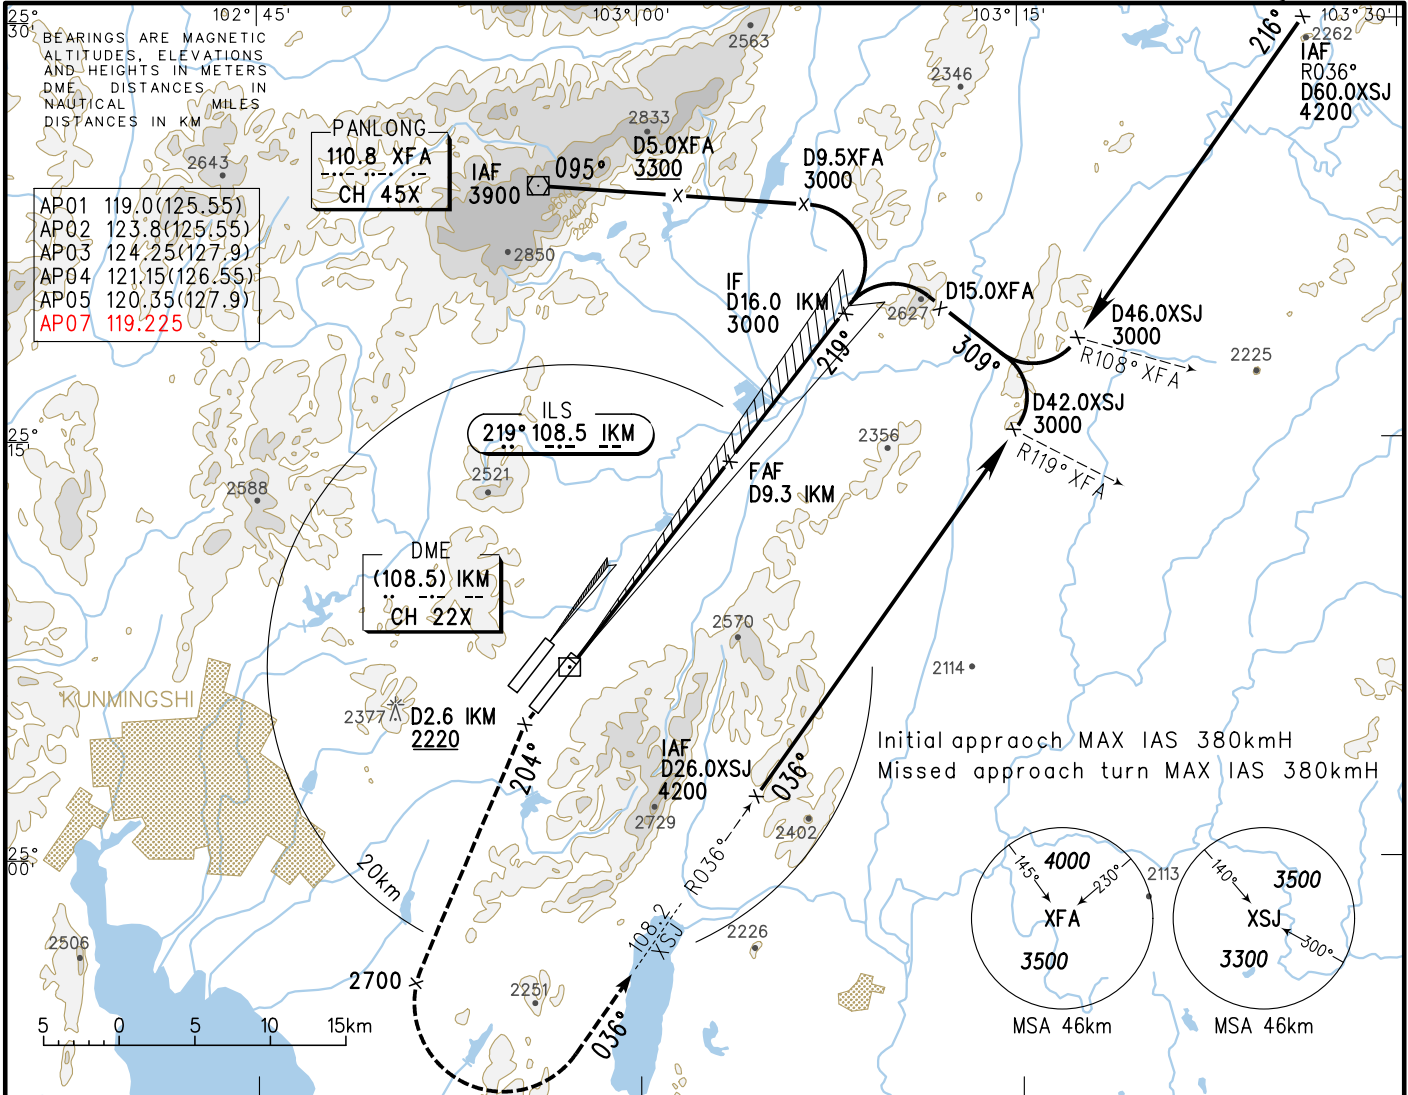 102°45'
103°00'
103°15'
103°30'
25°
30'
BEARINGS ARE MAGNETIC
ALTITUDES, ELEVATIONS
AND HEIGHTS IN METERS
DME DISTANCES IN
NAUTICAL MILES
DISTANCES IN KM
2563
2346
216°
2262
IAF
R036°
D60.0XSJ
4200
PANLONG
110.8 XFA
CH 45X
2643
2833
IAF
3900
095°
D5.0XFA
3300
D9.5XFA
3000
2400
2200
2850
AP01 119.0(125.55)
AP02 123.8(125.55)
AP03 124.25(127.9)
AP04 121.15(126.55)
AP05 120.35(127.9)
AP07 119.225
IF
D16.0 IKM
3000
219°
2627
D15.0XFA
309°
D46.0XSJ
3000
R108° XFA
2225
D42.0XSJ
3000
R119° XFA
25°
15'
ILS
219° 108.5 IKM
2521
2588
2356
FAF
D9.3 IKM
DME
(108.5) IKM
CH 22X
2570
2114
KUNMINGSHI
2377
D2.6 IKM
2220
204°
IAF
D26.0XSJ
4200
036°
2729
2402
Initial appraoch MAX IAS 380kmH
Missed approach turn MAX IAS 380kmH
25°
00'
20km
R036°
108.2
XSJ
2226
2506
2700
2251
036°
145°
4000
230°
XFA
3500
MSA 46km
2113
140°
3500
XSJ
300°
3300
MSA 46km
5 0 5 10 15km